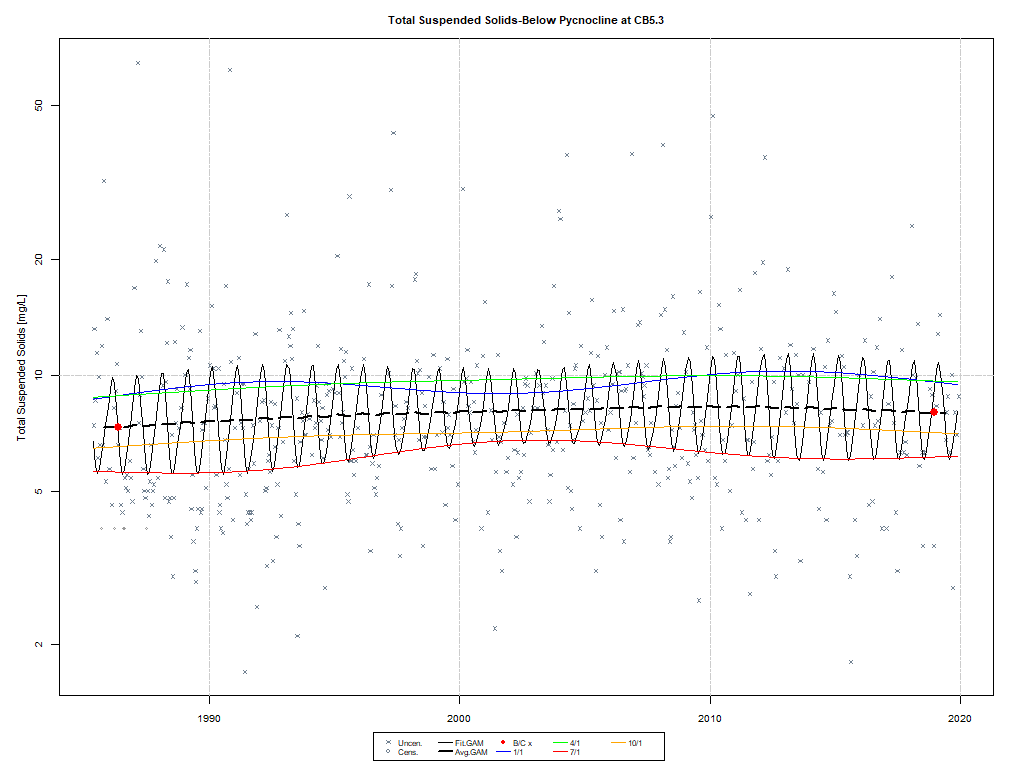 Total Suspended Solids-Below Pycnocline at CB5.3
Total Suspended Solids [mg/L]
50
20
10
5
2
1990
2000
2010
2020
Uncen. Fit.GAM B/C x 4/1 10/1
Cens. Avg.GAM 1/1 7/1